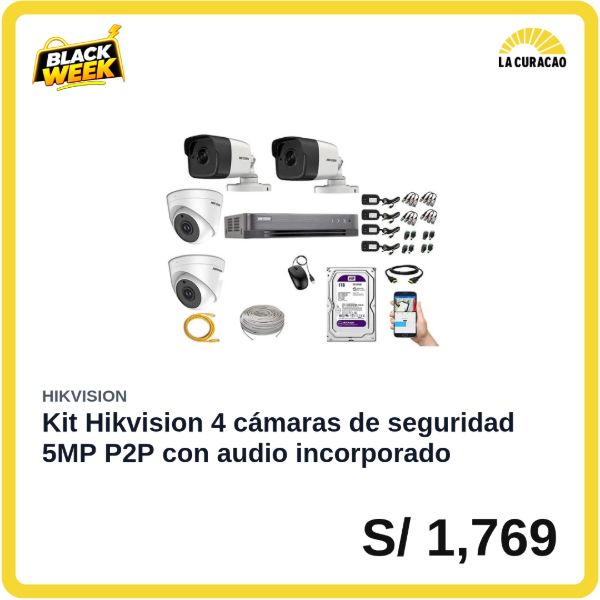 BLACK
WEEK
LA CURACAO
HIKVISION
Kit Hikvision 4 cámaras de seguridad
5MP P2P con audio incorporado
S/ 1,769